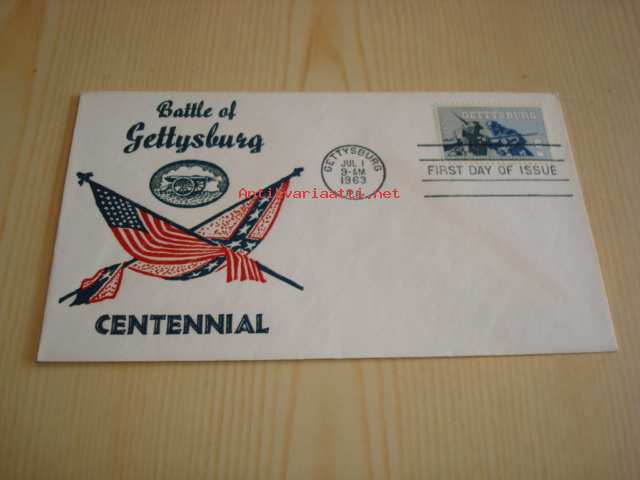 Battle of
Gettysburg
CENTENNIAL
GETTYSBURG
JUL 1
9-AM
1963
PA.
GETTYSBURG
FIRST DAY OF ISSUE
Antikvariaatti.net